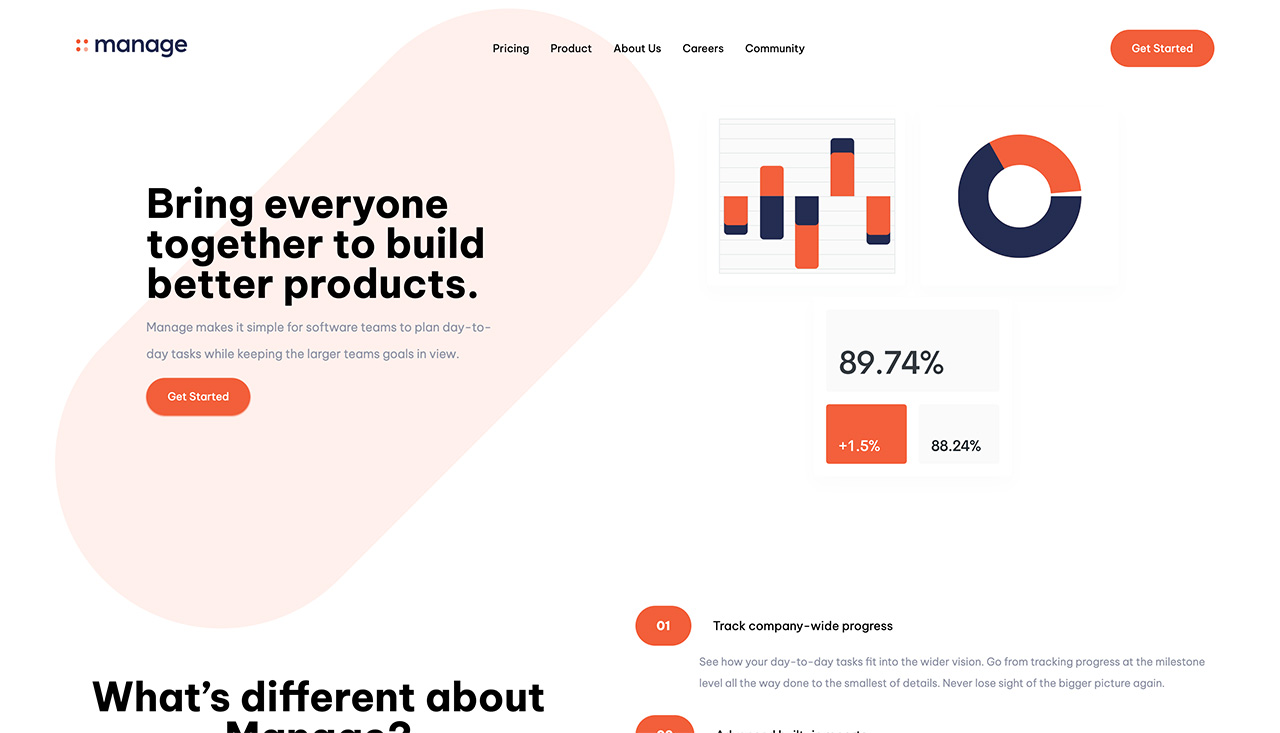 manage
Pricing
Product
About Us
Careers
Community
Get Started
Bring everyone
together to build
better products.
Manage makes it simple for software teams to plan day-to-
day tasks while keeping the larger teams goals in view.
Get Started
89.74%
+1.5%
88.24%
01
Track company-wide progress
See how your day-to-day tasks fit into the wider vision. Go from tracking progress at the milestone
level all the way done to the smallest of details. Never lose sight of the bigger picture again.
What's different about
Manage?